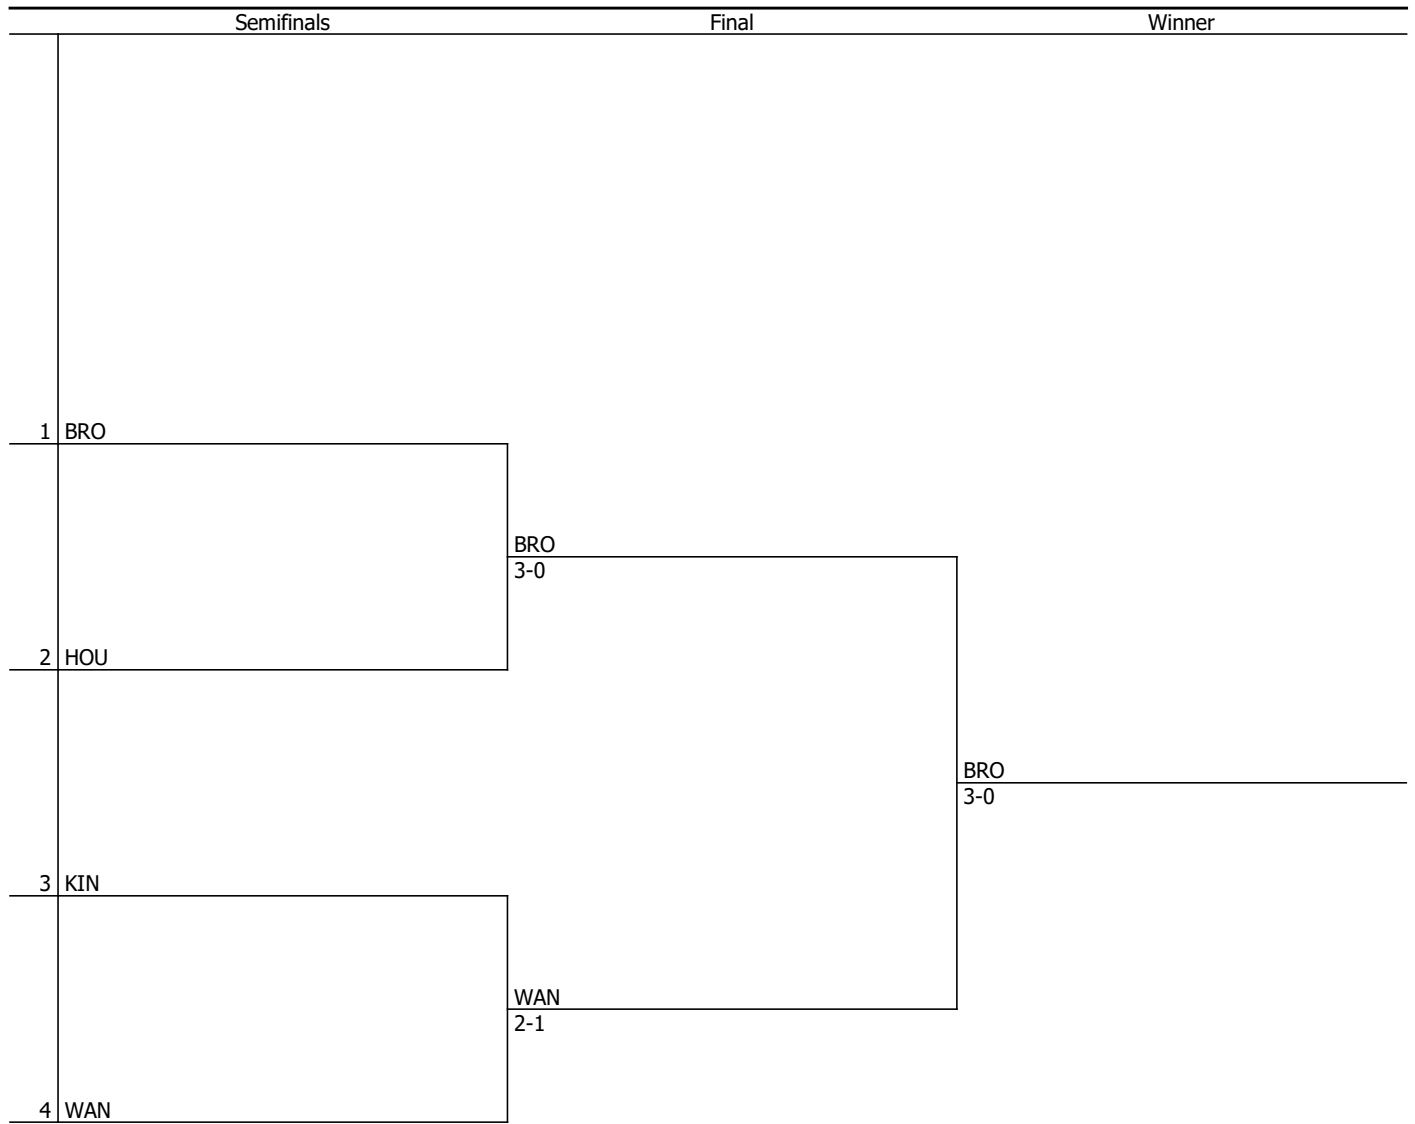 Semifinals Final Winner
1 BRO
BRO
3-0
2 HOU
BRO
3-0
3 KIN
WAN
2-1
4 WAN